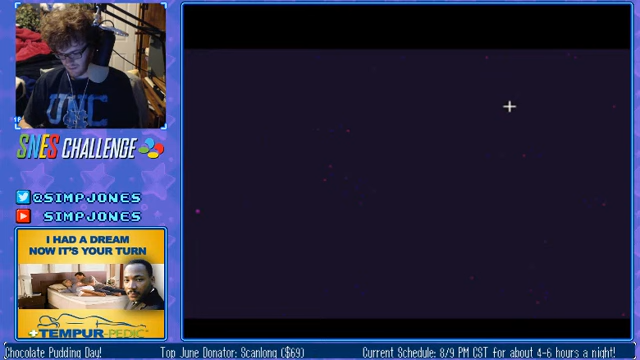 UNC
SNES CHALLENGE
@SIMPJONES
SIMPJONES
I HAD A DREAM
NOW IT'S YOUR TURN
TEMPUR-PEDIC
Chocolate Pudding Day!
Top June Donator: Scanlong ($69)
Current Schedule: 8/9 PM CST for about 4-6 hours a night!